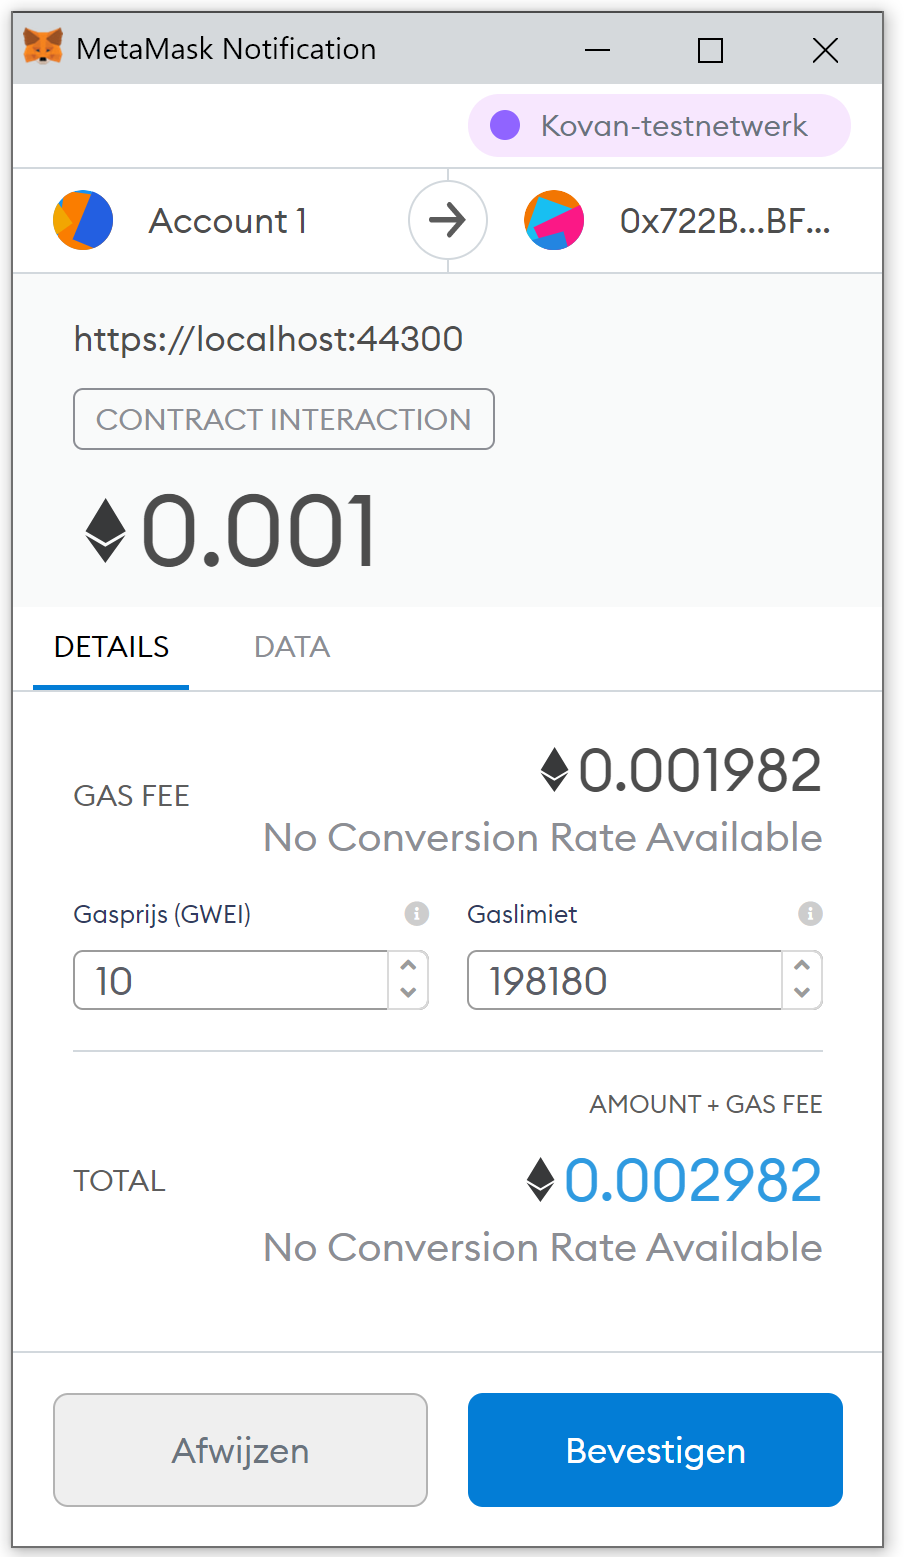 MetaMask Notification
Kovan-testnetwerk
Account 1
0x722B...BF...
https://localhost:44300
CONTRACT INTERACTION
0.001
DETAILS DATA
GAS FEE
0.001982
No Conversion Rate Available
Gasprijs (GWEI) Gaslimiet
10 198180
AMOUNT + GAS FEE
TOTAL
0.002982
No Conversion Rate Available
Afwijzen Bevestigen